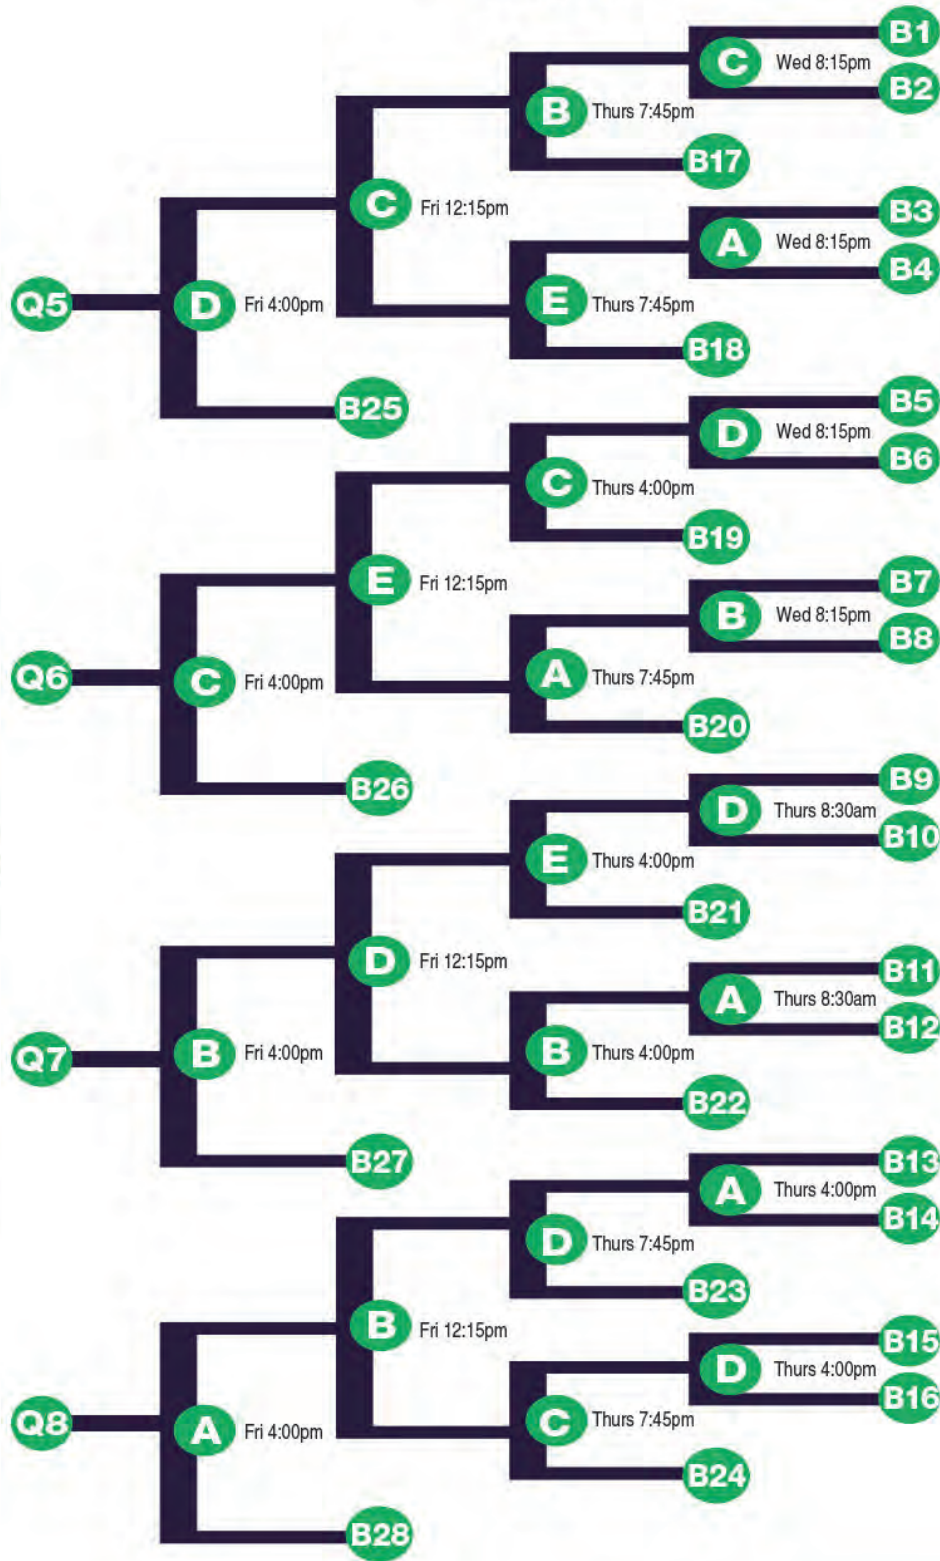 B1
C Wed 8:15pm
B2
B Thurs 7:45pm
B17
C Fri 12:15pm
B3
A Wed 8:15pm
B4
Q5
D Fri 4:00pm
E Thurs 7:45pm
B18
B25
B5
D Wed 8:15pm
B6
C Thurs 4:00pm
B19
E Fri 12:15pm
B7
B Wed 8:15pm
B8
Q6
C Fri 4:00pm
A Thurs 7:45pm
B20
B26
B9
D Thurs 8:30am
B10
E Thurs 4:00pm
B21
D Fri 12:15pm
B11
A Thurs 8:30am
B12
Q7
B Fri 4:00pm
B Thurs 4:00pm
B22
B27
B13
A Thurs 4:00pm
B14
D Thurs 7:45pm
B23
B Fri 12:15pm
B15
D Thurs 4:00pm
B16
Q8
A Fri 4:00pm
C Thurs 7:45pm
B24
B28